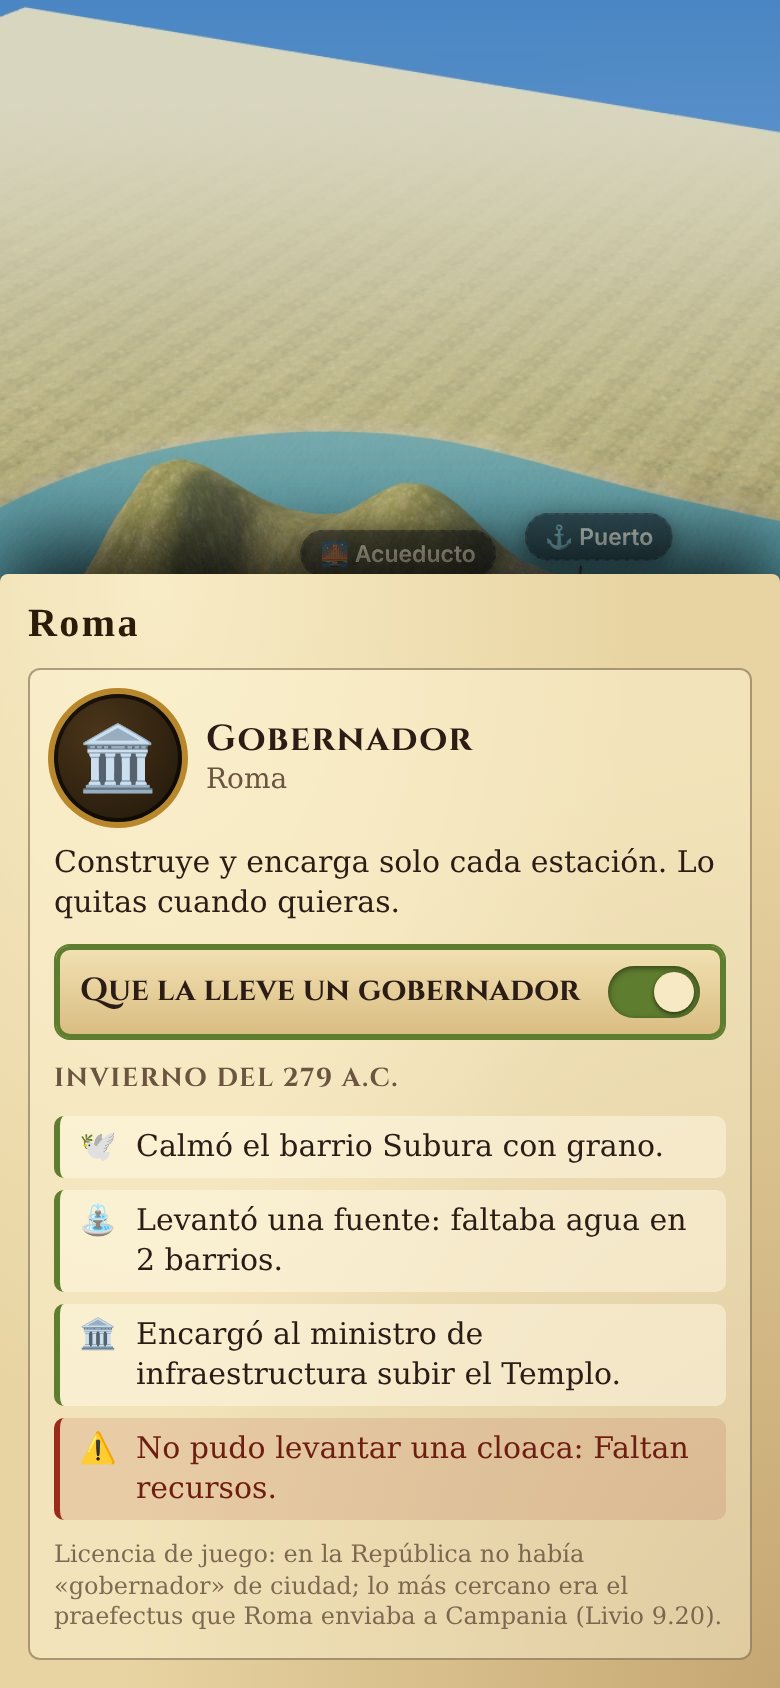 Acueducto
Puerto
Roma
Gobernador
Roma
Construye y encarga solo cada estación. Lo
quitas cuando quieras.
Que la lleve un gobernador
INVIERNO DEL 279 A.C.
Calmó el barrio Subura con grano.
Levantó una fuente: faltaba agua en
2 barrios.
Encargó al ministro de
infraestructura subir el Templo.
No pudo levantar una cloaca: Faltan
recursos.
Licencia de juego: en la República no había
«gobernador» de ciudad; lo más cercano era el
praefectus que Roma enviaba a Campania (Livio 9.20).